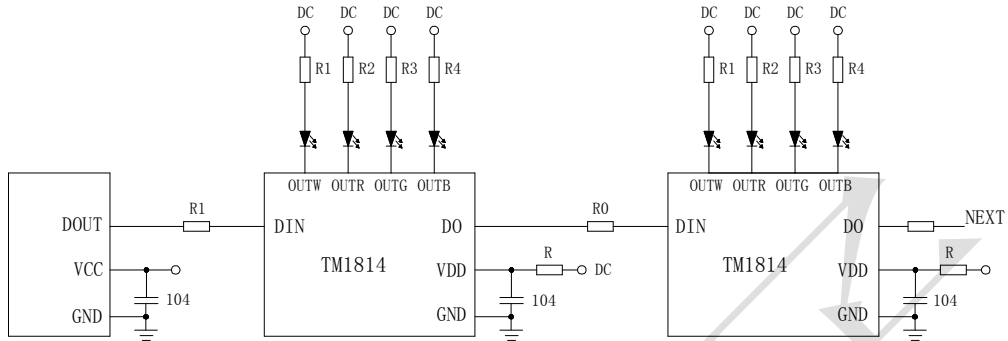 DC DC DC DC DC DC DC DC
R1 R2 R3 R4 R1 R2 R3 R4
OUTW OUTR OUTG OUTB OUTW OUTR OUTG OUTB
DOUT R1 DIN DO R0 DIN DO NEXT
VCC TM1814 VDD R DC TM1814 VDD R
104 104 104
GND GND GND